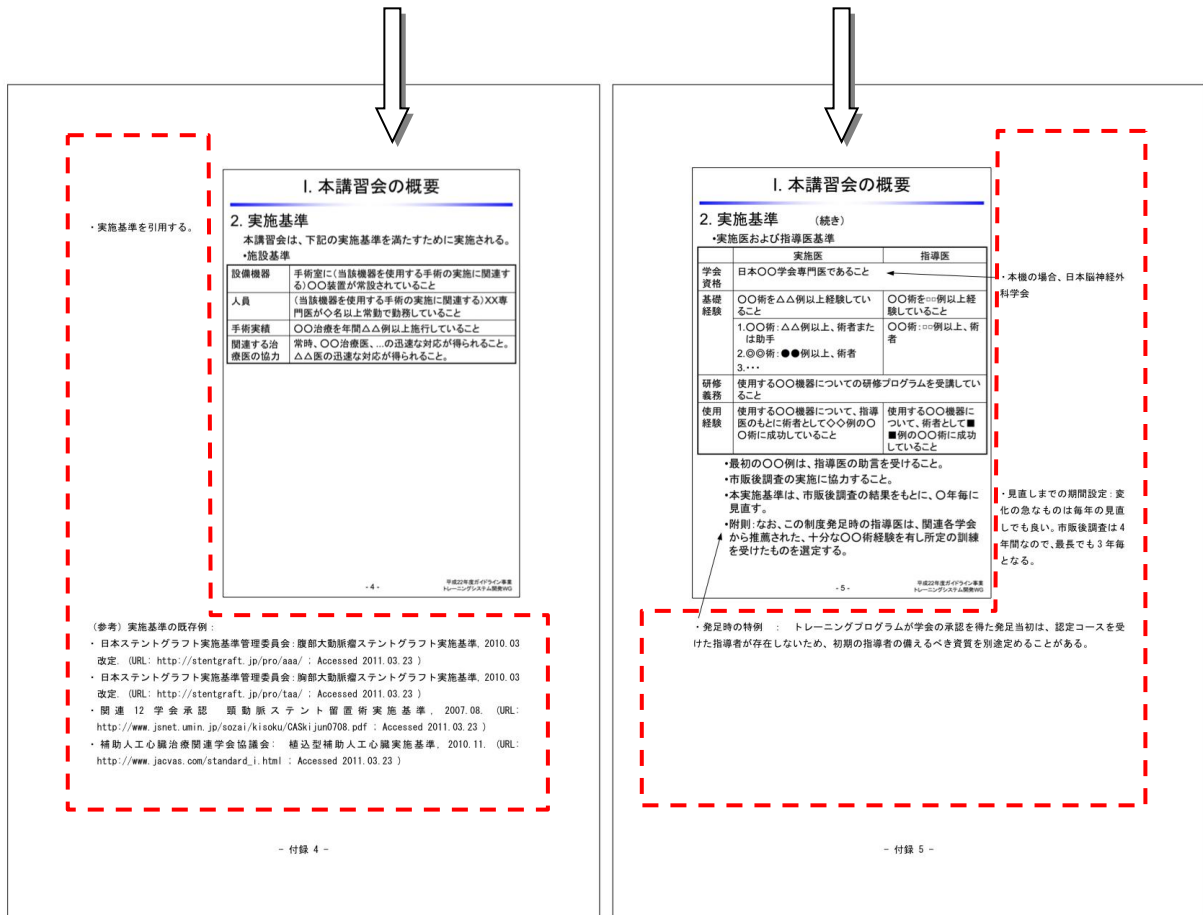 ・実施基準を引用する。
I. 本講習会の概要
2. 実施基準
本講習会は、下記の実施基準を満たすために実施される。
•施設基準
設備機器 手術室に(当該機器を使用する手術の実施に関連す
る)〇〇装置が常設されていること
人員 (当該機器を使用する手術の実施に関連する)XX専
門医が◇名以上常勤で勤務していること
手術実績 〇〇治療を年間△△例以上施行していること
関連する治 常時、〇〇治療医、...の迅速な対応が得られること。
療医の協力 △△医の迅速な対応が得られること。
- 4 -
平成22年度ガイドライン事業
トレーニングシステム開発WG
(参考) 実施基準の既存例:
・ 日本ステントグラフト実施基準管理委員会:腹部大動脈瘤ステントグラフト実施基準, 2010.03
改定. (URL: http://stentgraft.jp/pro/aaa/ ; Accessed 2011.03.23 )
・ 日本ステントグラフト実施基準管理委員会:胸部大動脈瘤ステントグラフト実施基準, 2010.03
改定. (URL: http://stentgraft.jp/pro/taa/ ; Accessed 2011.03.23 )
・ 関連 12 学会承認 頸動脈ステント留置術実施基準, 2007.08. (URL:
http://www.jsnet.umin.jp/sozai/kisoku/CASkijun0708.pdf ; Accessed 2011.03.23 )
・ 補助人工心臓治療関連学会協議会: 植込型補助人工心臓実施基準, 2010.11. (URL:
http://www.jacvas.com/standard_i.html ; Accessed 2011.03.23 )
- 付録 4 -
I. 本講習会の概要
2. 実施基準 (続き)
•実施医および指導医基準
実施医 指導医
学会
資格 日本〇〇学会専門医であること
基礎
経験 〇〇術を△△例以上経験してい
ること
〇〇術を□□例以上経
験していること
1.〇〇術:△△例以上、術者また
は助手
2.◎◎術:●●例以上、術者
3.・・・
〇〇術:□□例以上、術
者
研修
義務 使用する〇〇機器についての研修プログラムを受講してい
ること
使用
経験 使用する〇〇機器について、指導
医のもとに術者として◇◇例の〇
〇術に成功していること
使用する〇〇機器に
ついて、術者として■
■例の〇〇術に成功
していること
•最初の〇〇例は、指導医の助言を受けること。
•市販後調査の実施に協力すること。
•本実施基準は、市販後調査の結果をもとに、〇年毎に
見直す。
•附則:なお、この制度発足時の指導医は、関連各学会
から推薦された、十分な〇〇術経験を有し所定の訓練
を受けたものを選定する。
- 5 -
平成22年度ガイドライン事業
トレーニングシステム開発WG
・本機の場合、日本脳神経外
科学会
・見直しまでの期間設定:変
化の急なものは毎年の見直
しでも良い。市販後調査は 4
年間なので、最長でも 3 年毎
となる。
・発足時の特例 : トレーニングプログラムが学会の承認を得た発足当初は、認定コースを受
けた指導者が存在しないため、初期の指導者の備えるべき資質を別途定めることがある。
- 付録 5 -